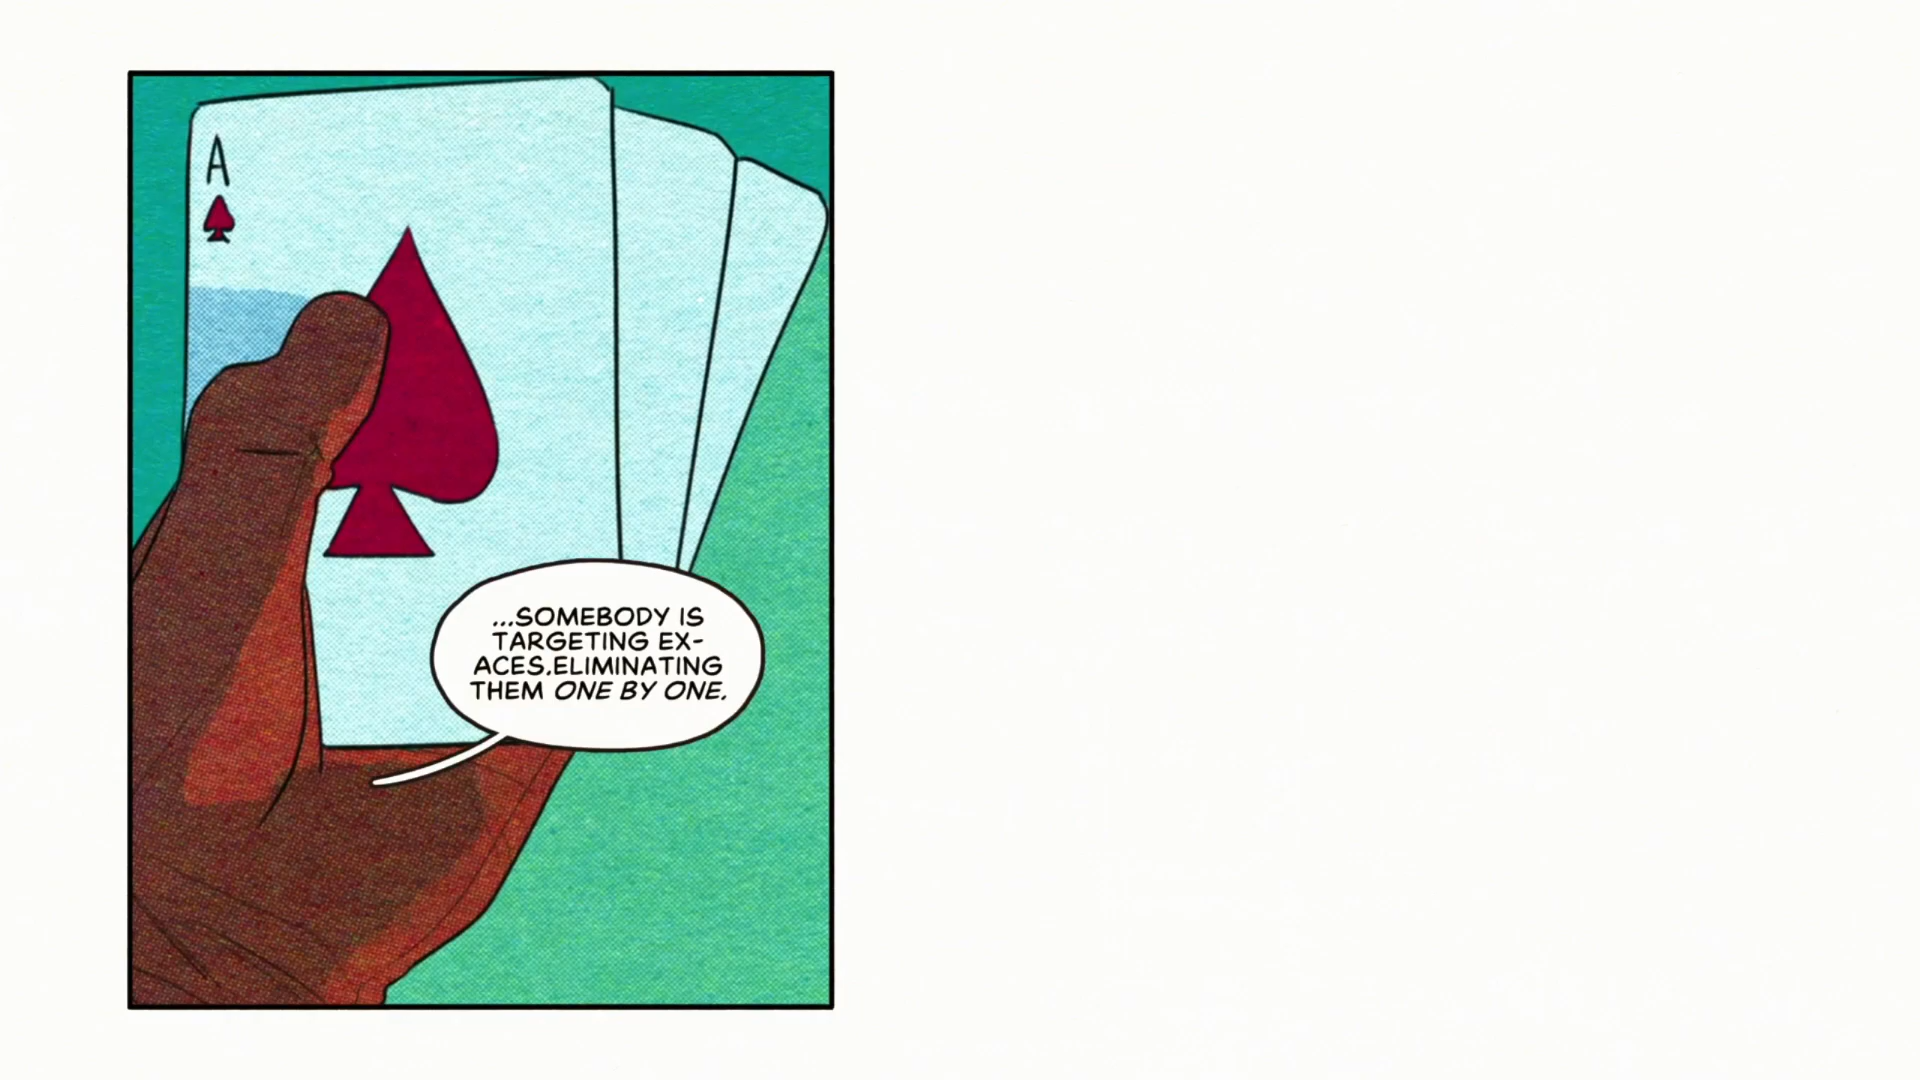 A
...SOMEBODY IS
TARGETING EX-
ACES.ELIMINATING
THEM ONE BY ONE.